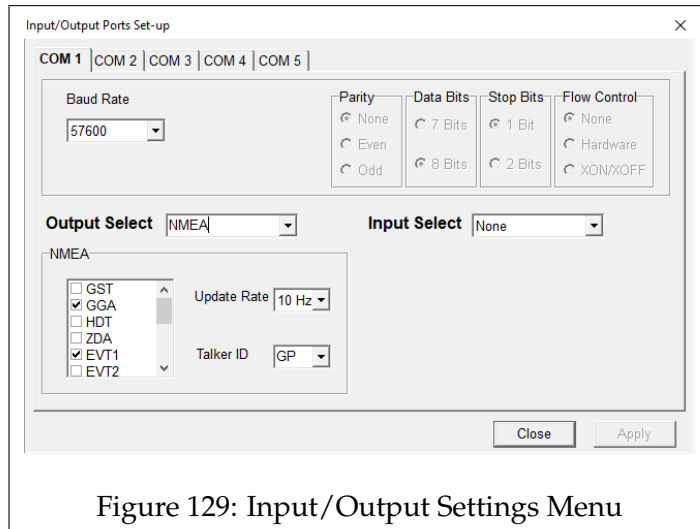 Input/Output Ports Set-up
COM 1 COM 2 COM 3 COM 4 COM 5
Baud Rate
57600
Parity
None
Even
Odd
Data Bits
7 Bits
8 Bits
Stop Bits
1 Bit
2 Bits
Flow Control
None
Hardware
XON/XOFF
Output Select NMEA
Input Select None
NMEA
GST
GGA
HDT
ZDA
EVT1
EVT2
Update Rate 10 Hz
Talker ID GP
Close Apply
Figure 129: Input/Output Settings Menu